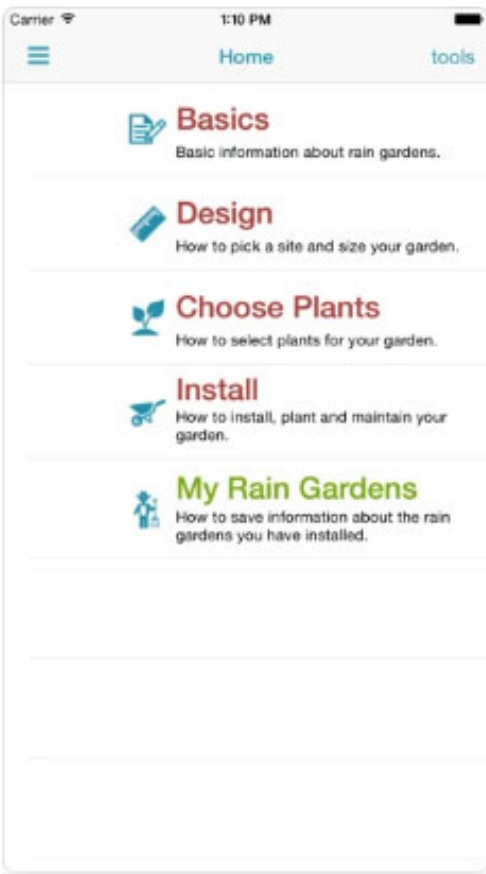 Carrier 1:10 PM
Home tools
Basics
Basic information about rain gardens.
Design
How to pick a site and size your garden.
Choose Plants
How to select plants for your garden.
Install
How to install, plant and maintain your
garden.
My Rain Gardens
How to save information about the rain
gardens you have installed.